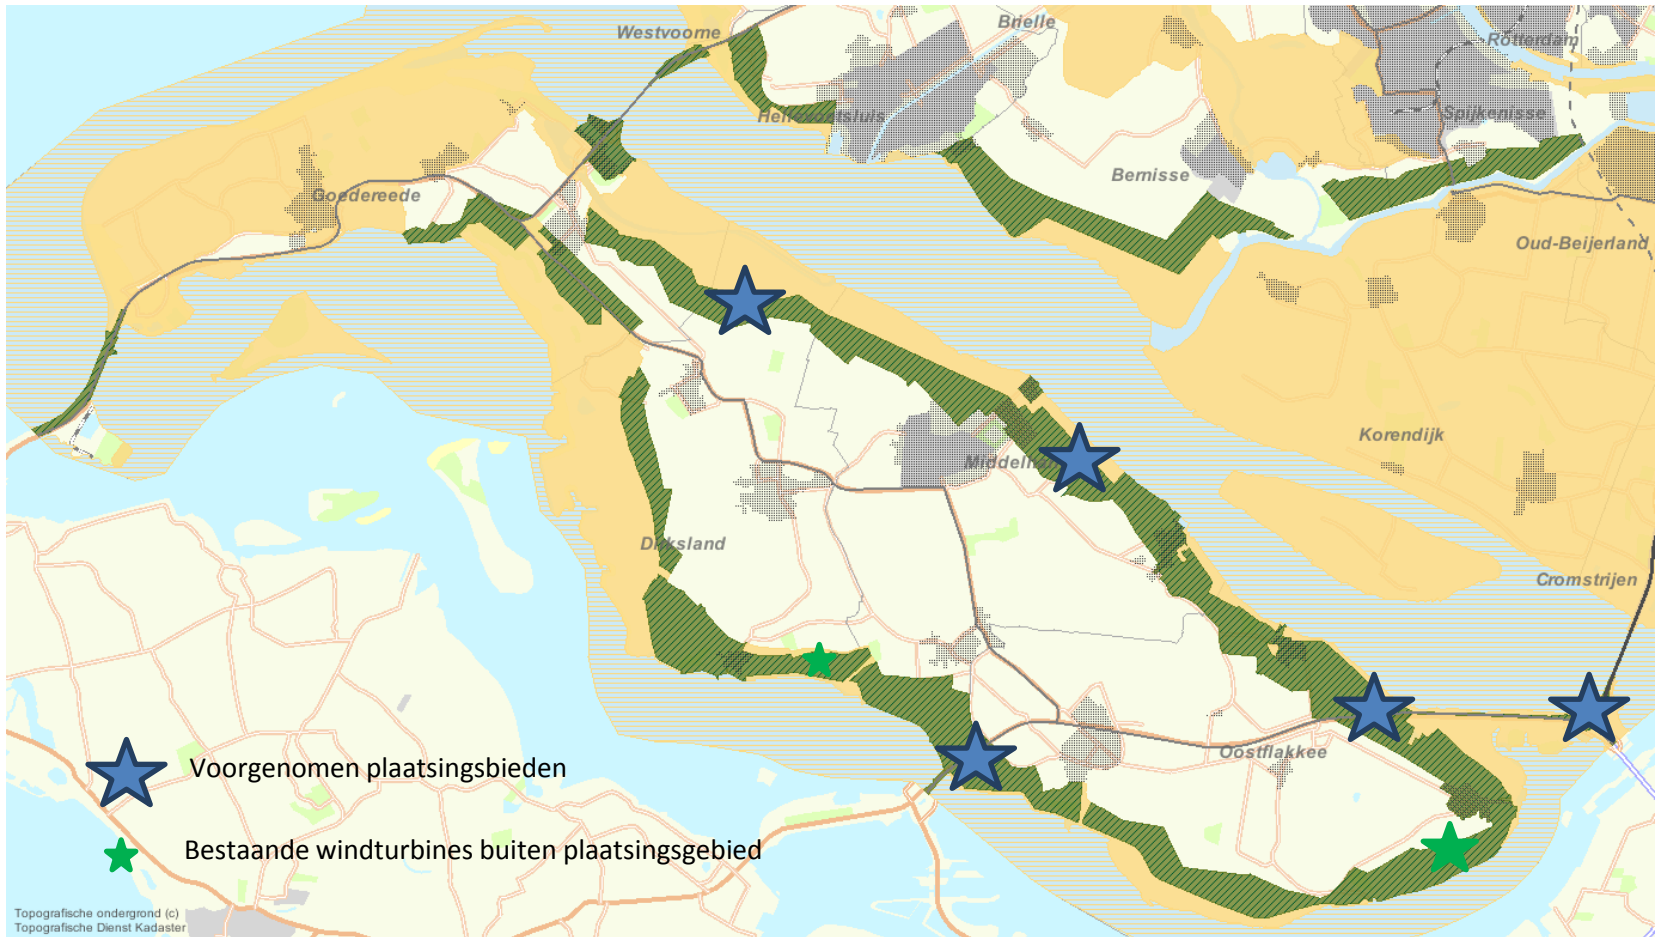 Westvoorne
Brielle
Rotterdam
Hellevoetsluis
Spijkenisse
Bernisse
Goedereede
Oud-Beijerland
Korendijk
Dirksland
Cromstrijen
Oostflakkee
Voorgenomen plaatsingsbieden
Bestaande windturbines buiten plaatsingsgebied
Topografische ondergrond (c)
Topografische Dienst Kadaster